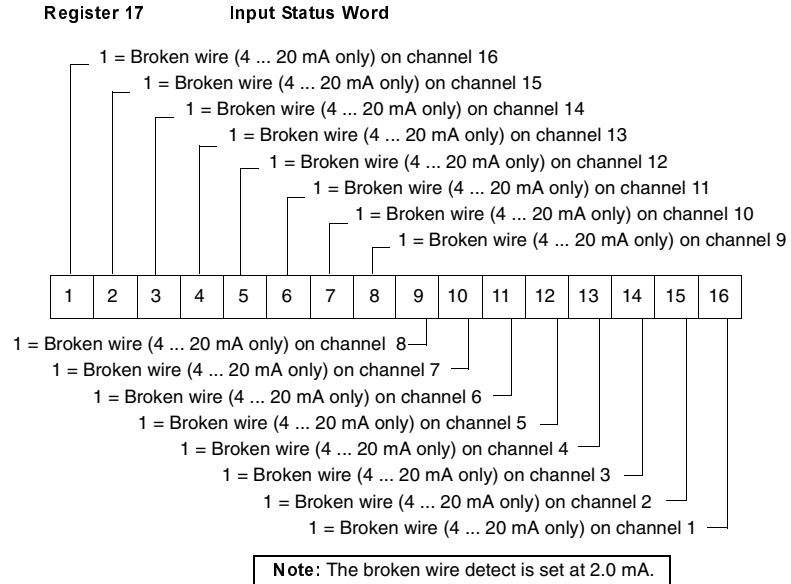 Register 17 Input Status Word
1 = Broken wire (4 ... 20 mA only) on channel 16
1 = Broken wire (4 ... 20 mA only) on channel 15
1 = Broken wire (4 ... 20 mA only) on channel 14
1 = Broken wire (4 ... 20 mA only) on channel 13
1 = Broken wire (4 ... 20 mA only) on channel 12
1 = Broken wire (4 ... 20 mA only) on channel 11
1 = Broken wire (4 ... 20 mA only) on channel 10
1 = Broken wire (4 ... 20 mA only) on channel 9
1 2 3 4 5 6 7 8 9 10 11 12 13 14 15 16
1 = Broken wire (4 ... 20 mA only) on channel 8
1 = Broken wire (4 ... 20 mA only) on channel 7
1 = Broken wire (4 ... 20 mA only) on channel 6
1 = Broken wire (4 ... 20 mA only) on channel 5
1 = Broken wire (4 ... 20 mA only) on channel 4
1 = Broken wire (4 ... 20 mA only) on channel 3
1 = Broken wire (4 ... 20 mA only) on channel 2
1 = Broken wire (4 ... 20 mA only) on channel 1
Note: The broken wire detect is set at 2.0 mA.